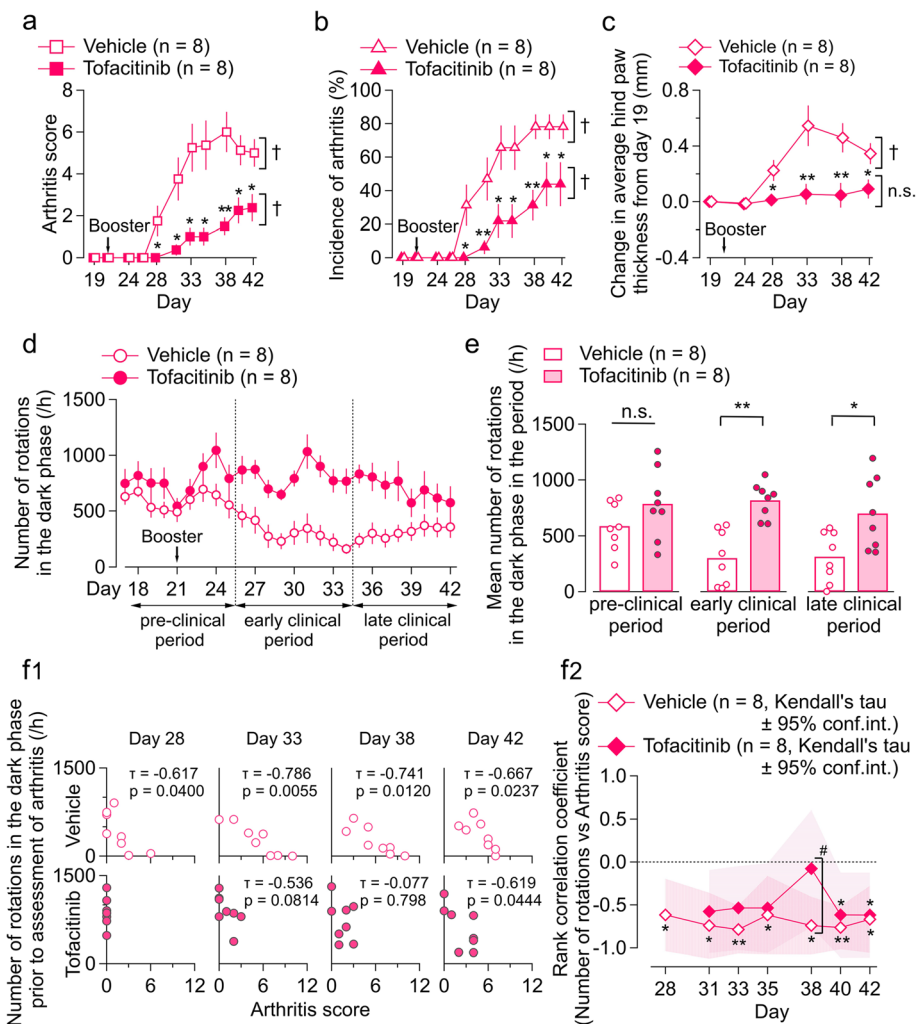 a
Vehicle (n = 8)
Tofacitinib (n = 8)
Arthritis score
6
4
2
0
Booster
* * * * ** * *
†
†
19 24 28 33 38 42
Day
b
Vehicle (n = 8)
Tofacitinib (n = 8)
Incidence of arthritis (%)
100
80
60
40
20
0
Booster
* ** * * ** * *
†
†
19 24 28 33 38 42
Day
c
Vehicle (n = 8)
Tofacitinib (n = 8)
Change in average hind paw
thickness from day 19 (mm)
0.8
0.4
0.0
-0.4
Booster
* ** ** *
†
n.s.
19 24 28 33 38 42
Day
d
Vehicle (n = 8)
Tofacitinib (n = 8)
Number of rotations
in the dark phase (/h)
1500
1000
500
0
Booster
Day 18 21 24 27 30 33 36 39 42
pre-clinical
period
early clinical
period
late clinical
period
e
Vehicle (n = 8)
Tofacitinib (n = 8)
Mean number of rotations
in the dark phase in the period (/h)
1500
1000
500
0
n.s.
**
*
pre-clinical
period
early clinical
period
late clinical
period
f1
Number of rotations in the dark phase
prior to assessment of arthritis (/h)
Day 28 Day 33 Day 38 Day 42
Vehicle
1500
0
τ = -0.617
p = 0.0400
τ = -0.786
p = 0.0055
τ = -0.741
p = 0.0120
τ = -0.667
p = 0.0237
Tofacitinib
1500
0
τ = -0.536
p = 0.0814
τ = -0.077
p = 0.798
τ = -0.619
p = 0.0444
0 6 12 0 6 12 0 6 12 0 6 12
Arthritis score
f2
Vehicle (n = 8, Kendall's tau
± 95% conf.int.)
Tofacitinib (n = 8, Kendall's tau
± 95% conf.int.)
Rank correlation coefficient
(Number of rotations vs Arthritis score)
1.0
0.5
0.0
-0.5
-1.0
#
* *
* * ** * * ** *
28 31 33 35 38 40 42
Day